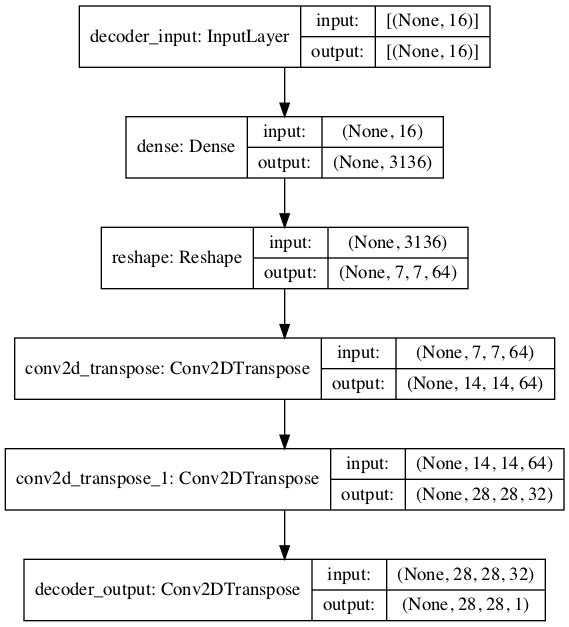 decoder_input: InputLayer
input:
[(None, 16)]
output:
[(None, 16)]
dense: Dense
input:
(None, 16)
output:
(None, 3136)
reshape: Reshape
input:
(None, 3136)
output:
(None, 7, 7, 64)
conv2d_transpose: Conv2DTranspose
input:
(None, 7, 7, 64)
output:
(None, 14, 14, 64)
conv2d_transpose_1: Conv2DTranspose
input:
(None, 14, 14, 64)
output:
(None, 28, 28, 32)
decoder_output: Conv2DTranspose
input:
(None, 28, 28, 32)
output:
(None, 28, 28, 1)